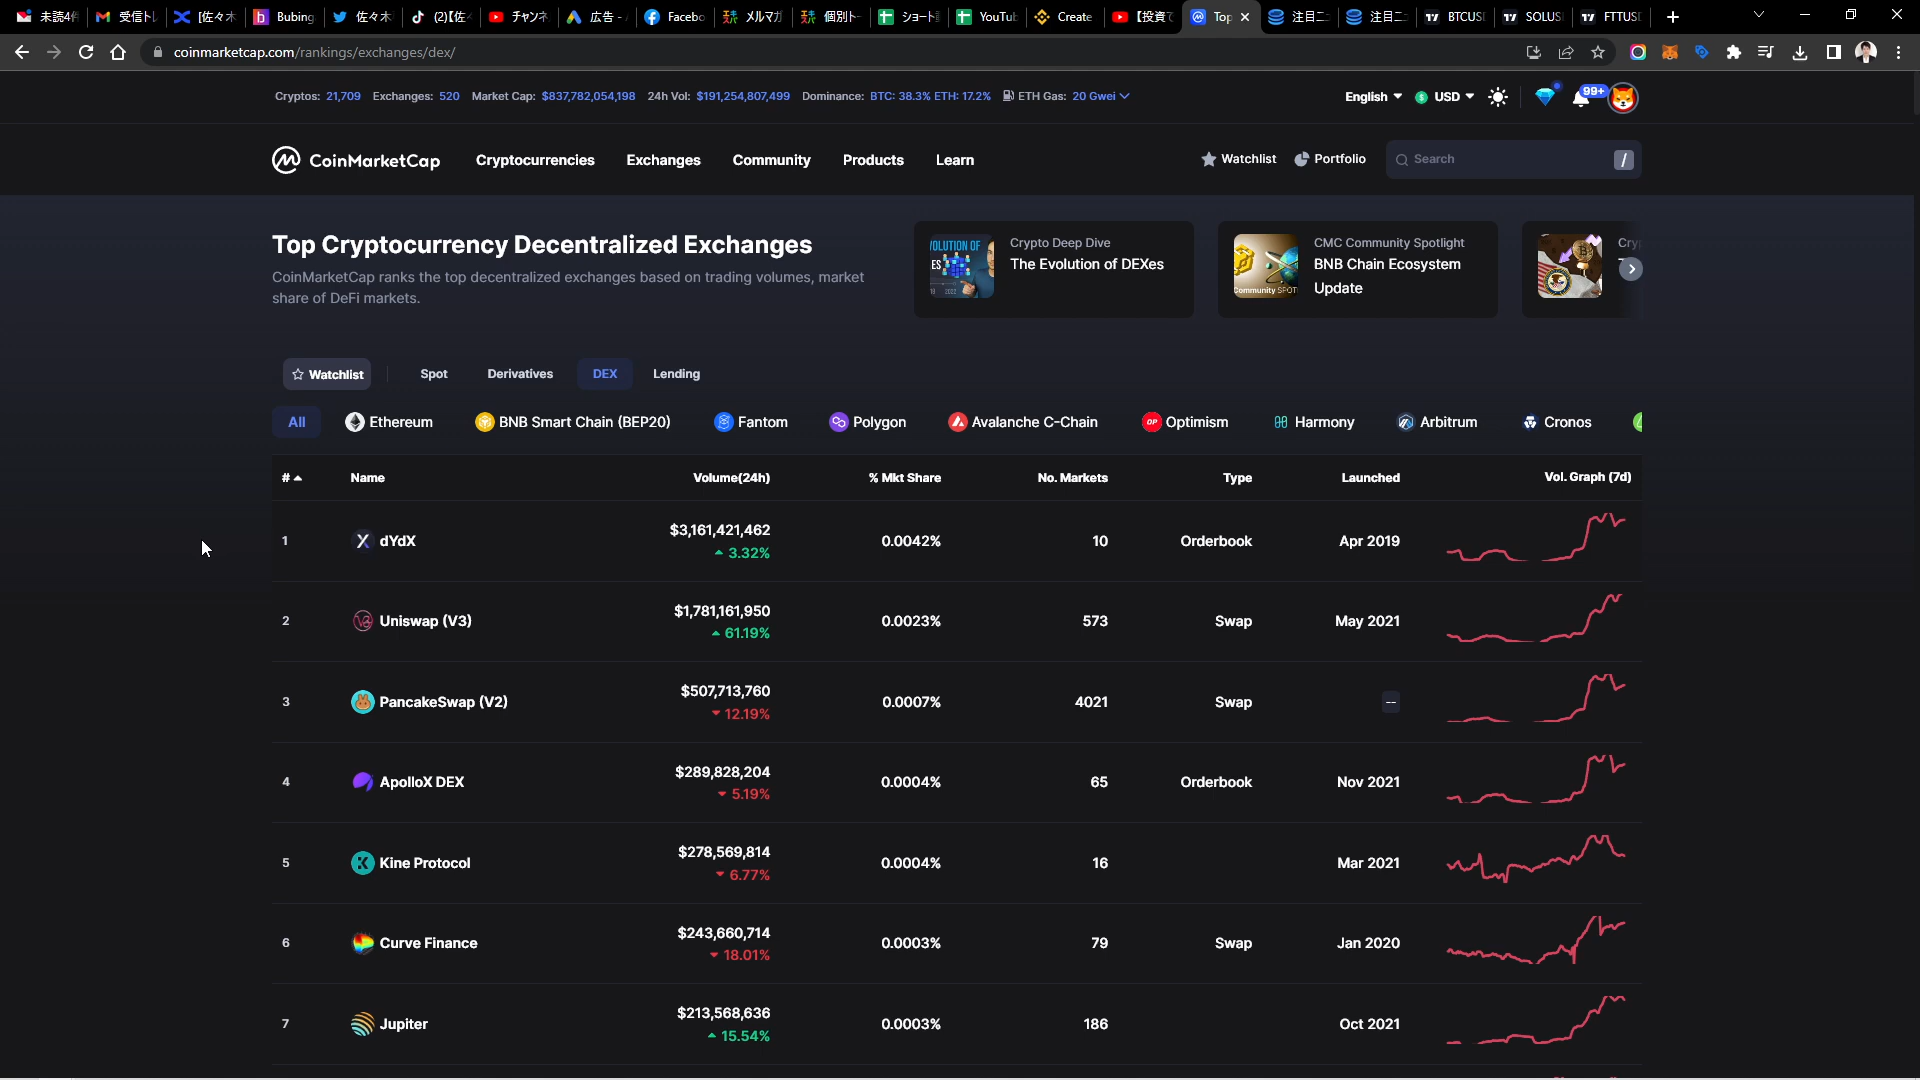 未読4件
受信トレ
[佐々木
Bubing
佐々木
(2)【佐
チャンネ
広告 -
Facebo
メルマガ
個別トー
ショート
YouTub
Create
【投資で
Top
注目ニュ
注目ニュ
BTCUS
SOLUS
FTTUSD
coinmarketcap.com/rankings/exchanges/dex/
Cryptos: 21,709 Exchanges: 520 Market Cap: $837,782,054,198 24h Vol: $191,254,807,499 Dominance: BTC: 38.3% ETH: 17.2% ETH Gas: 20 Gwei
English USD 99+
CoinMarketCap Cryptocurrencies Exchanges Community Products Learn Watchlist Portfolio Search /
Top Cryptocurrency Decentralized Exchanges
CoinMarketCap ranks the top decentralized exchanges based on trading volumes, market
share of DeFi markets.
Crypto Deep Dive
The Evolution of DEXes
CMC Community Spotlight
BNB Chain Ecosystem
Update
Watchlist Spot Derivatives DEX Lending
All Ethereum BNB Smart Chain (BEP20) Fantom Polygon Avalanche C-Chain OP Optimism Harmony Arbitrum Cronos
# Name Volume(24h) % Mkt Share No. Markets Type Launched Vol. Graph (7d)
1 dYdX $3,161,421,462 3.32% 0.0042% 10 Orderbook Apr 2019
2 Uniswap (V3) $1,781,161,950 61.19% 0.0023% 573 Swap May 2021
3 PancakeSwap (V2) $507,713,760 12.19% 0.0007% 4021 Swap --
4 ApolloX DEX $289,828,204 5.19% 0.0004% 65 Orderbook Nov 2021
5 Kine Protocol $278,569,814 6.77% 0.0004% 16 Mar 2021
6 Curve Finance $243,660,714 18.01% 0.0003% 79 Swap Jan 2020
7 Jupiter $213,568,636 15.54% 0.0003% 186 Oct 2021